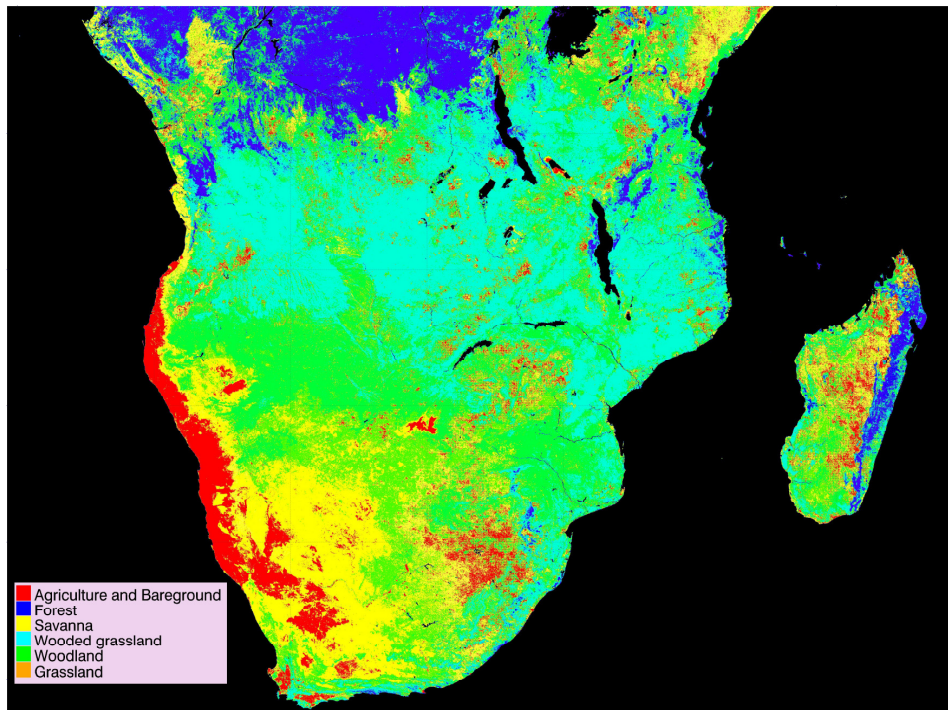 Agriculture and Bareground
Forest
Savanna
Wooded grassland
Woodland
Grassland